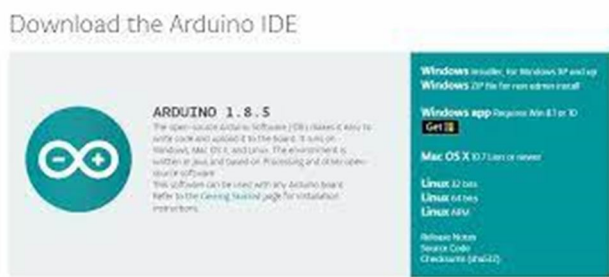 Download the Arduino IDE
ARDUINO 1.8.5
The open-source Arduino Software (IDE) makes it easy to
write code and upload it to the board. It runs on
Windows, Mac OS X, and Linux. The environment is
written in Java and based on Processing and other open-
source software.
This software can be used with any Arduino board.
Refer to the Getting Started page for installation
instructions.
Windows Installer, for Windows XP and up
Windows ZIP file for non admin install
Windows app Requires Win 8.1 or 10
Get
Mac OS X 10.7 Lion or newer
Linux 32 bits
Linux 64 bits
Linux ARM
Release Notes
Source Code
Checksums (sha512)